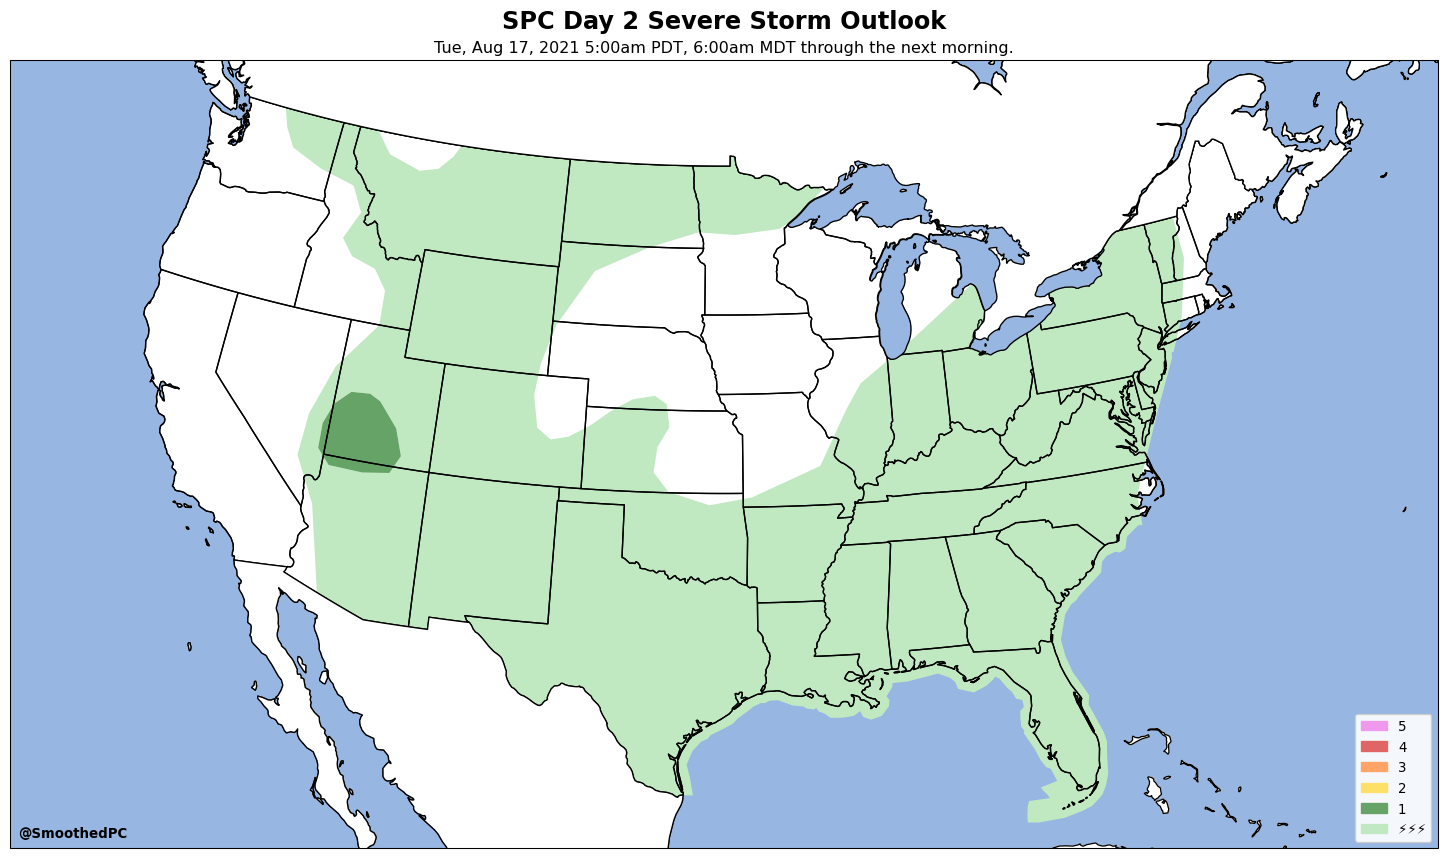 SPC Day 2 Severe Storm Outlook
Tue, Aug 17, 2021 5:00am PDT, 6:00am MDT through the next morning.
5
4
3
2
1
⚡⚡⚡
@SmoothedPC